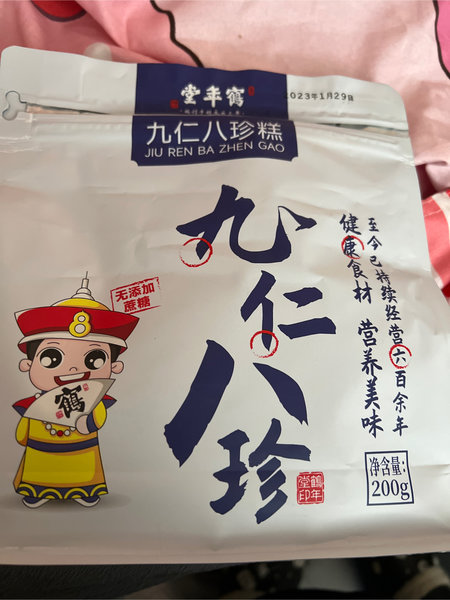 鶴年堂
2023年1月29日
九仁八珍糕
JIU REN BA ZHEN GAO
九仁八珍
至今已持续经营六百余年
健康食材 营养美味
无添加
蔗糖
8
鶴
鶴年
堂印
净含量:
200g